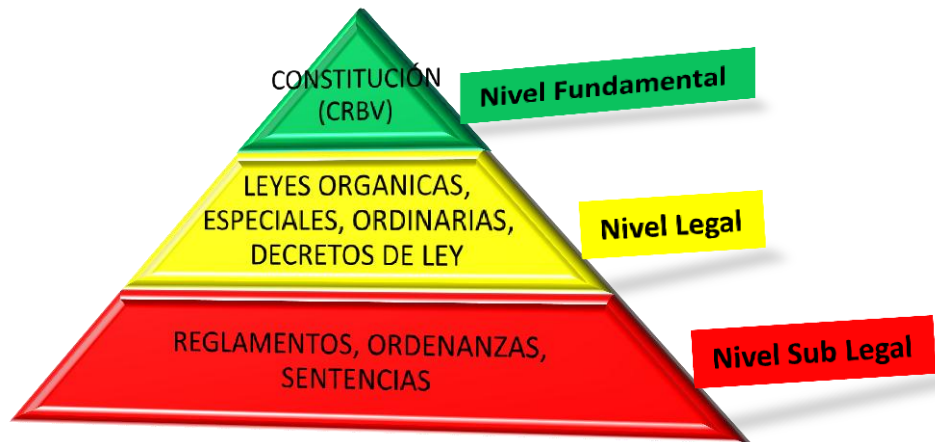 CONSTITUCIÓN
(CRBV)
Nivel Fundamental
LEYES ORGANICAS,
ESPECIALES, ORDINARIAS,
DECRETOS DE LEY
Nivel Legal
REGLAMENTOS, ORDENANZAS,
SENTENCIAS
Nivel Sub Legal